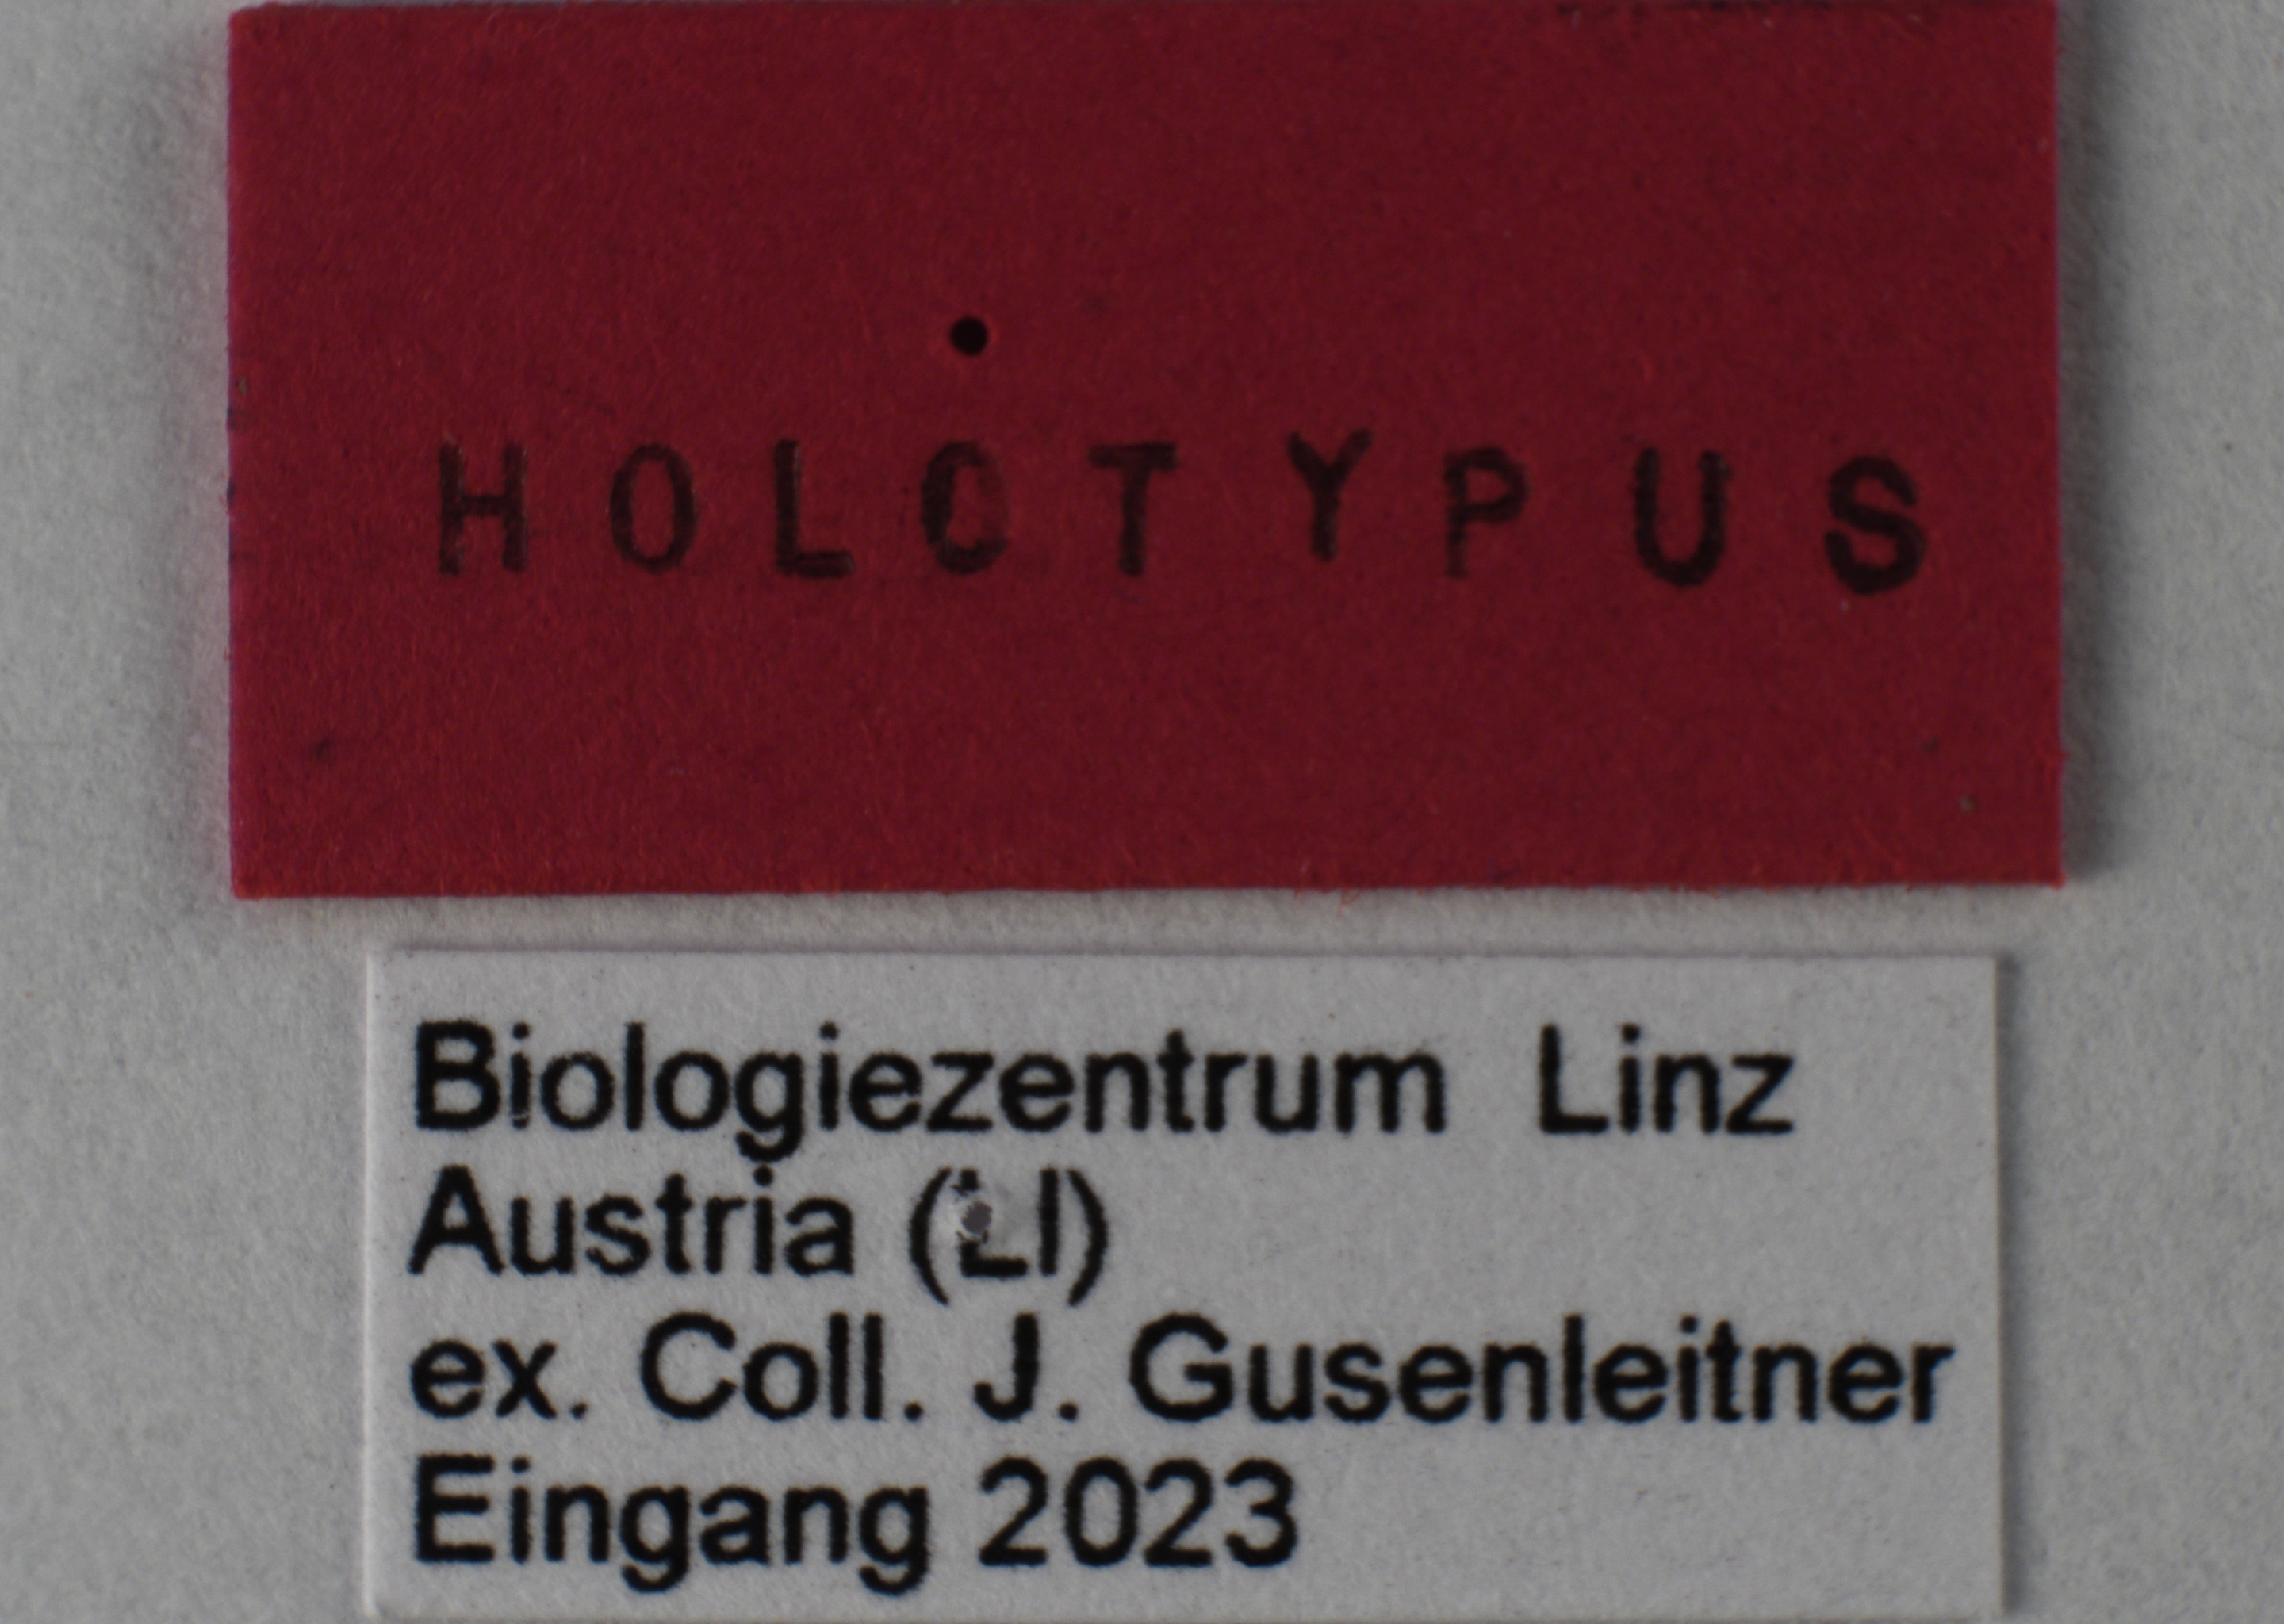 HOLOTYPUS
Biologiezentrum Linz
Austria (LI)
ex. Coll. J. Gusenleitner
Eingang 2023